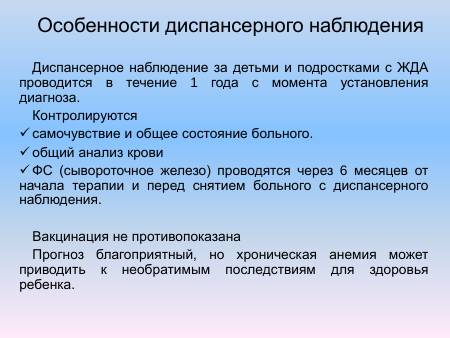 Особенности диспансерного наблюдения
Диспансерное наблюдение за детьми и подростками с ЖДА
проводится в течение 1 года с момента установления
диагноза.
Контролируются
✓ самочувствие и общее состояние больного.
✓ общий анализ крови
✓ ФС (сывороточное железо) проводятся через 6 месяцев от
начала терапии и перед снятием больного с диспансерного
наблюдения.
Вакцинация не противопоказана
Прогноз благоприятный, но хроническая анемия может
приводить к необратимым последствиям для здоровья
ребенка.